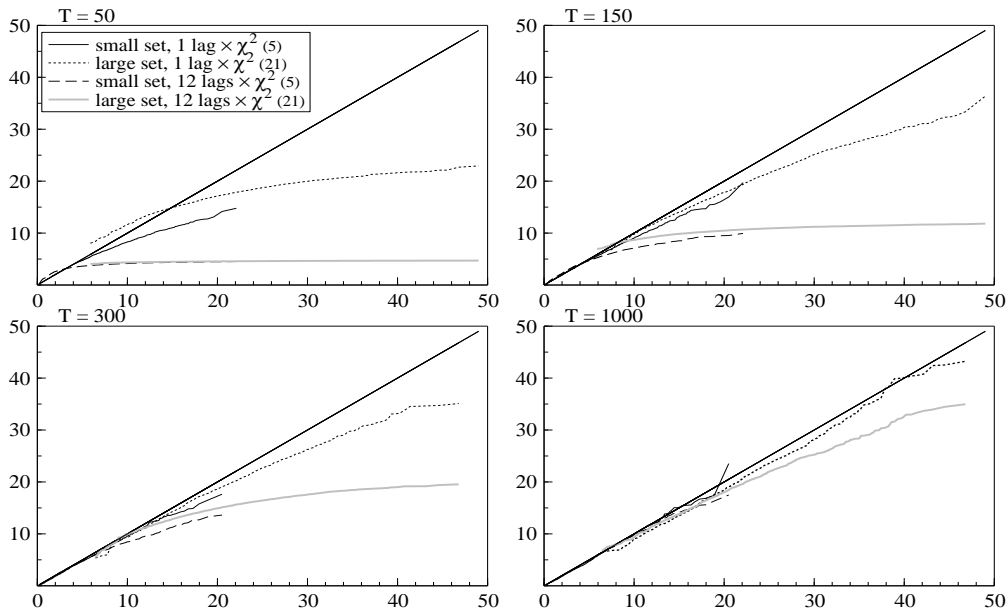 T = 50
50
40
30
20
10
small set, 1 lag × χ² (5)
large set, 1 lag × χ² (21)
small set, 12 lags × χ² (5)
large set, 12 lags × χ² (21)
0 10 20 30 40 50
T = 150
50
40
30
20
10
0 10 20 30 40 50
T = 300
50
40
30
20
10
0 10 20 30 40 50
T = 1000
50
40
30
20
10
0 10 20 30 40 50